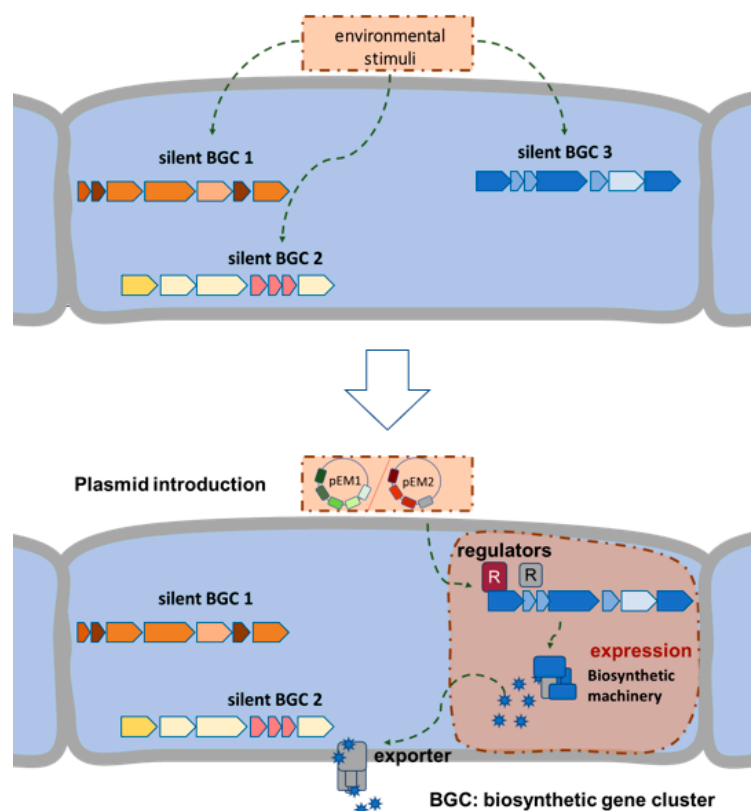 environmental
stimuli
silent BGC 1
silent BGC 3
silent BGC 2
Plasmid introduction
pEM1
pEM2
regulators
R
R
silent BGC 1
expression
Biosynthetic
machinery
silent BGC 2
exporter
BGC: biosynthetic gene cluster